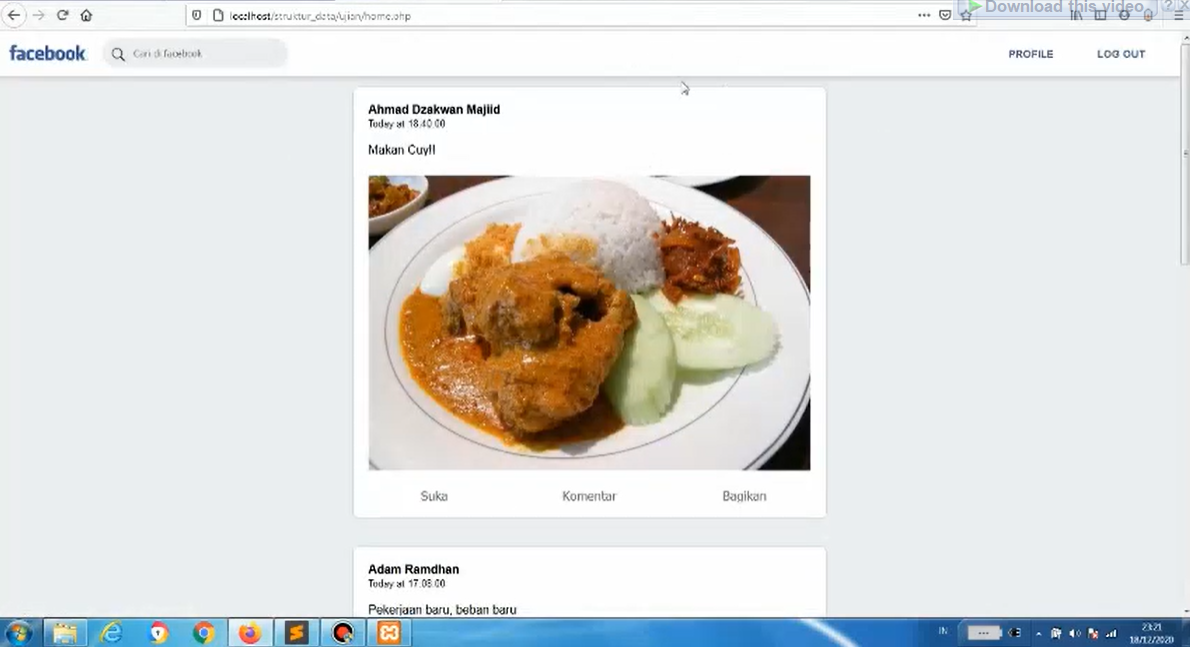 Download this video
localhost/struktur_data/ujian/home.php
facebook
Cari di facebook
PROFILE
LOG OUT
Ahmad Dzakwan Majiid
Today at 18:40:00
Makan Cuy!!
Suka
Komentar
Bagikan
Adam Ramdhan
Today at 17:08:00
Pekerjaan baru, beban baru
IN
23:21
18/12/2020